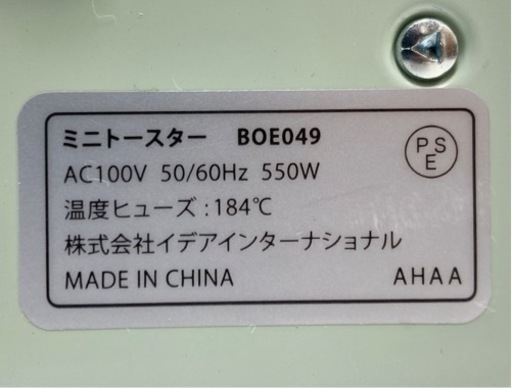 ミニトースター BOE049
PSE
AC100V 50/60Hz 550W
温度ヒューズ:184℃
株式会社イデアインターナショナル
MADE IN CHINA AHAA